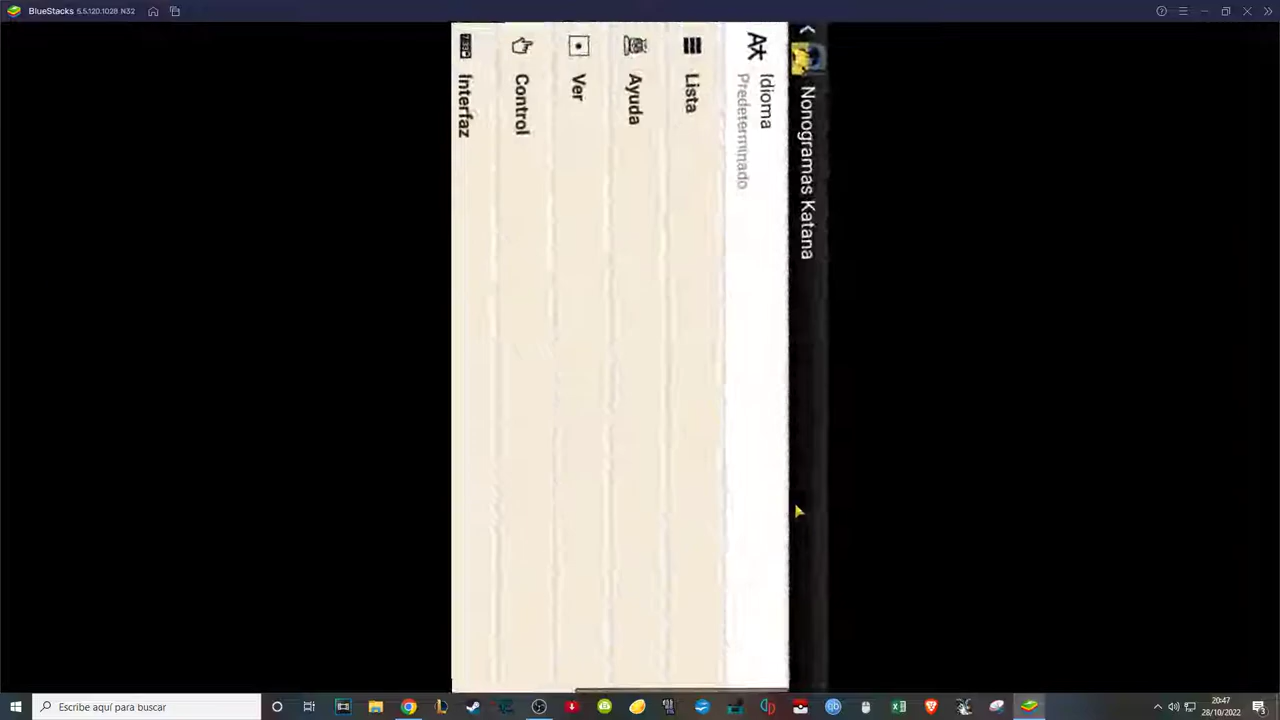 BlueStacks 5.5.120.1028 N32
Nonogramas Katana
Idioma
Predeterminado
Lista
Ayuda
Ver
Control
Interfaz
Escribe aquí para buscar
20:47
28/10/2022